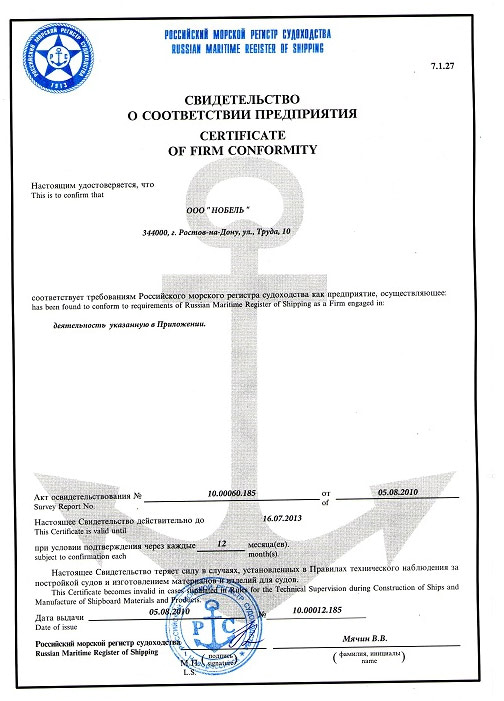 РОССИЙСКИЙ МОРСКОЙ РЕГИСТР СУДОХОДСТВА
RUSSIAN MARITIME REGISTER OF SHIPPING
7.1.27
СВИДЕТЕЛЬСТВО
О СООТВЕТСТВИИ ПРЕДПРИЯТИЯ
CERTIFICATE
OF FIRM CONFORMITY
Настоящим удостоверяется, что
This is to confirm that
ООО " НОБЕЛЬ "
344000, г. Ростов-на-Дону, ул., Труда, 10
соответствует требованиям Российского морского регистра судоходства как предприятие, осуществляющее:
has been found to conform to requirements of Russian Maritime Register of Shipping as a Firm engaged in:
деятельность указанную в Приложении.
Акт освидетельствования № 10.00060.185 от 05.08.2010
Survey Report No. of
Настоящее Свидетельство действительно до 16.07.2013
This Certificate is valid until
при условии подтверждения через каждые 12 месяца(ев).
subject to confirmation each month(s).
Настоящее Свидетельство теряет силу в случаях, установленных в Правилах технического наблюдения за
постройкой судов и изготовлением материалов и изделий для судов.
This Certificate becomes invalid in cases stipulated in Rules for the Technical Supervision during Construction of Ships and
Manufacture of Shipboard Materials and Products.
Дата выдачи 05.08.2010 № 10.00012.185
Date of issue
Российский морской регистр судоходства Мячин В.В.
Russian Maritime Register of Shipping ( подпись signature ) ( фамилия, инициалы name )
М.П.
L.S.
РОССИЙСКИЙ МОРСКОЙ РЕГИСТР СУДОХОДСТВА
1913
Р С